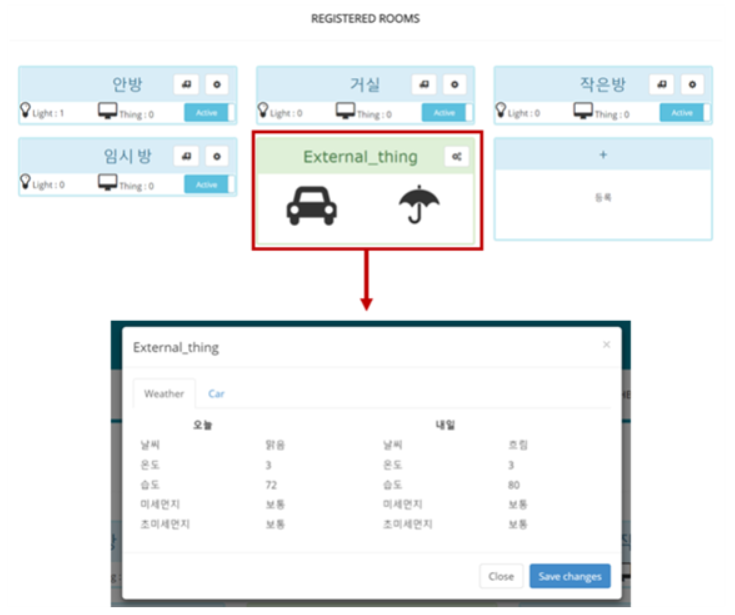 REGISTERED ROOMS
안방
Light : 1 Thing : 0 Active
거실
Light : 0 Thing : 0 Active
작은방
Light : 0 Thing : 0 Active
임시 방
Light : 0 Thing : 0 Active
External_thing
+
등록
External_thing ×
Weather Car
오늘 내일
날씨 맑음 날씨 흐림
온도 3 온도 3
습도 72 습도 80
미세먼지 보통 미세먼지 보통
초미세먼지 보통 초미세먼지 보통
Close Save changes